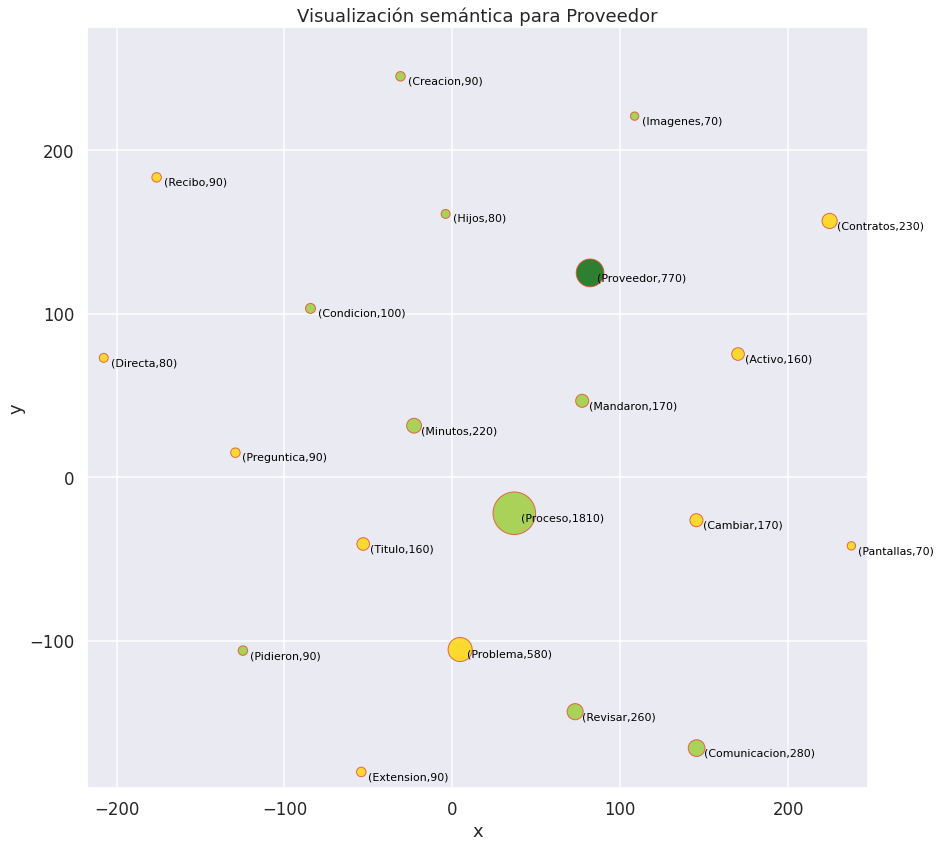 Visualización semántica para Proveedor
(Creacion,90)
(Imagenes,70)
200
(Recibo,90)
(Hijos,80)
(Contratos,230)
(Proveedor,770)
100
(Condicion,100)
(Directa,80)
(Activo,160)
y
(Mandaron,170)
(Minutos,220)
(Preguntica,90)
0
(Proceso,1810)
(Cambiar,170)
(Titulo,160)
(Pantallas,70)
−100
(Pidieron,90)
(Problema,580)
(Revisar,260)
(Comunicacion,280)
(Extension,90)
−200 −100 0 100 200
x